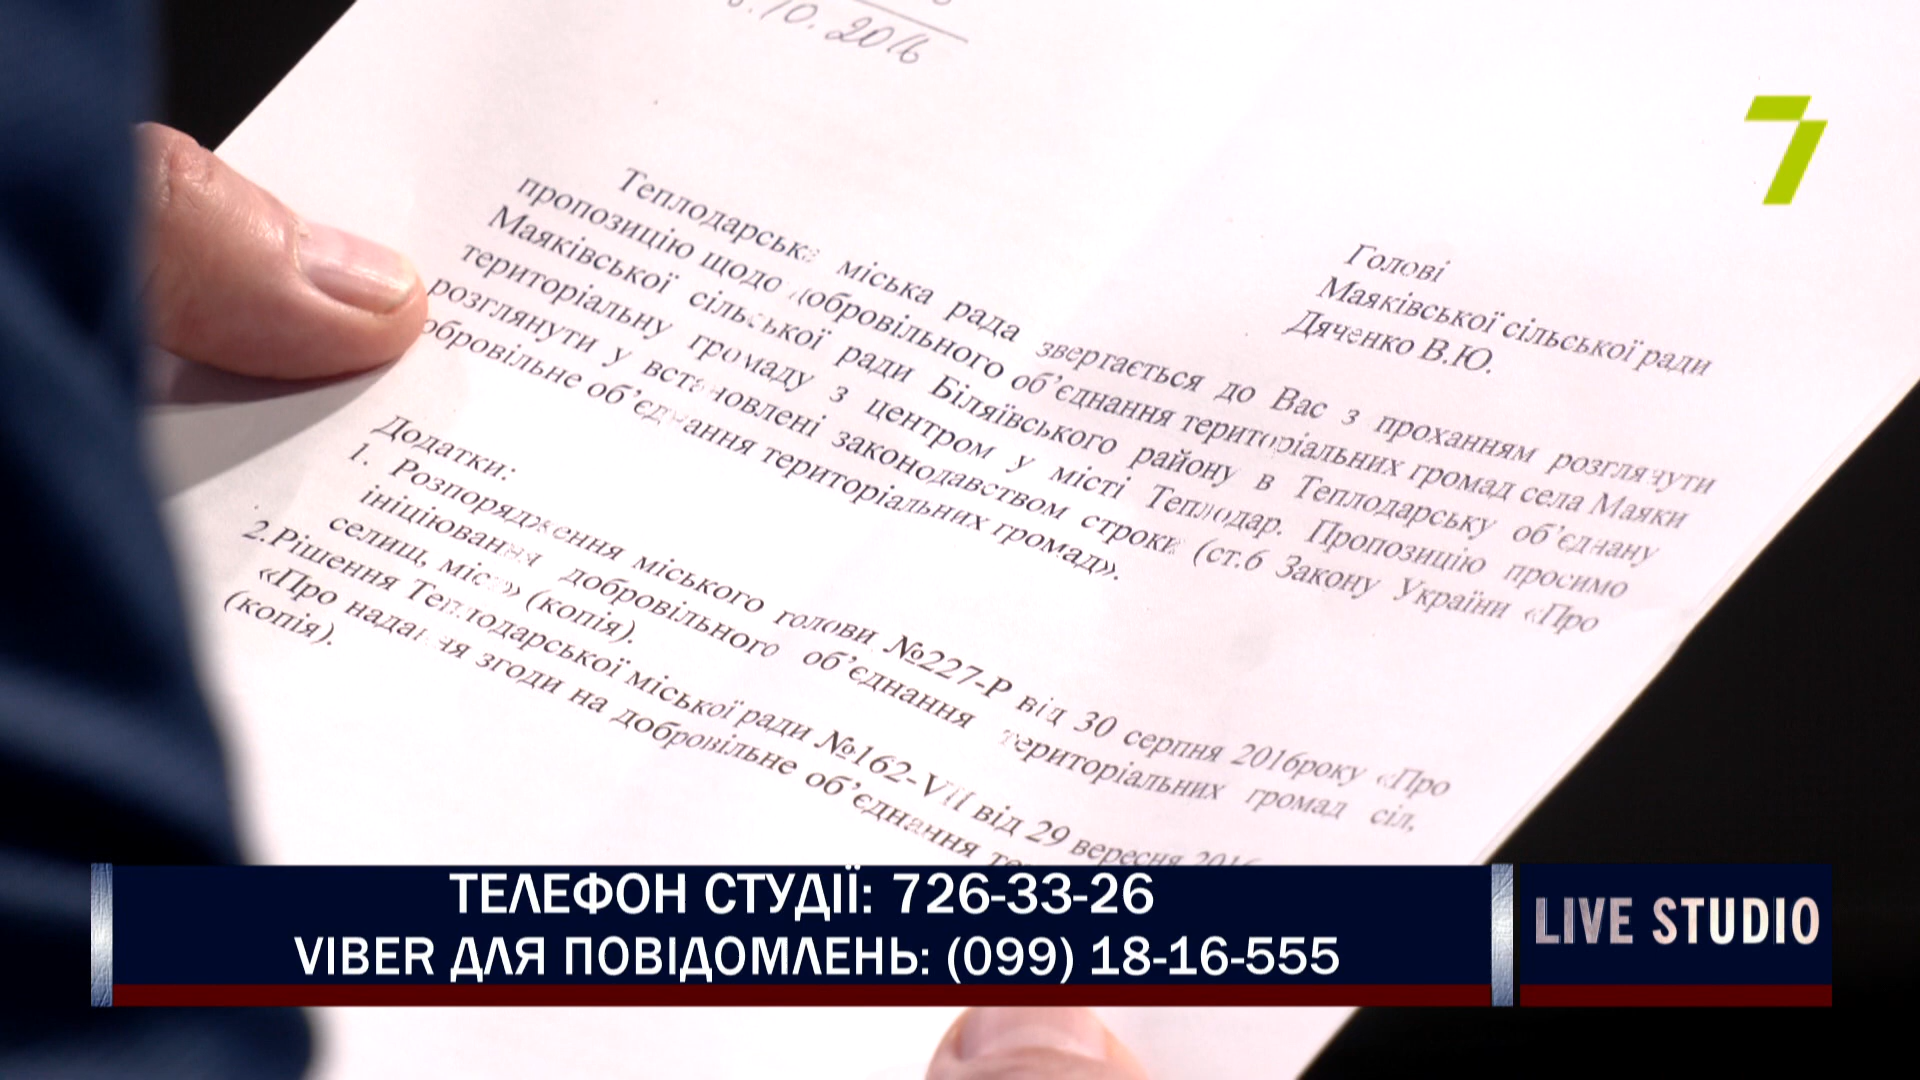 .10.2016
7
Голові
Маяківської сільської ради
Дяченко В.Ю.
Теплодарська міська рада звертається до Вас з проханням розглянути
пропозицію щодо добровільного об’єднання територіальних громад села Маяки
Маяківської сільської ради Біляївського району в Теплодарську об’єднану
територіальну громаду з центром у місті Теплодар. Пропозицію просимо
розглянути у встановлені законодавством строки (ст.6 Закону України «Про
добровільне об’єднання територіальних громад».
Додатки:
1. Розпорядження міського голови №227-Р від 30 серпня 2016року «Про
ініціювання добровільного об’єднання територіальних громад сіл,
селищ, міст» (копія).
2.Рішення Теплодарської міської ради №162-VII від 29 вересня 2016
«Про надання згоди на добровільне об’єднання
(копія).
ТЕЛЕФОН СТУДІЇ: 726-33-26
VIBER ДЛЯ ПОВІДОМЛЕНЬ: (099) 18-16-555
LIVE STUDIO